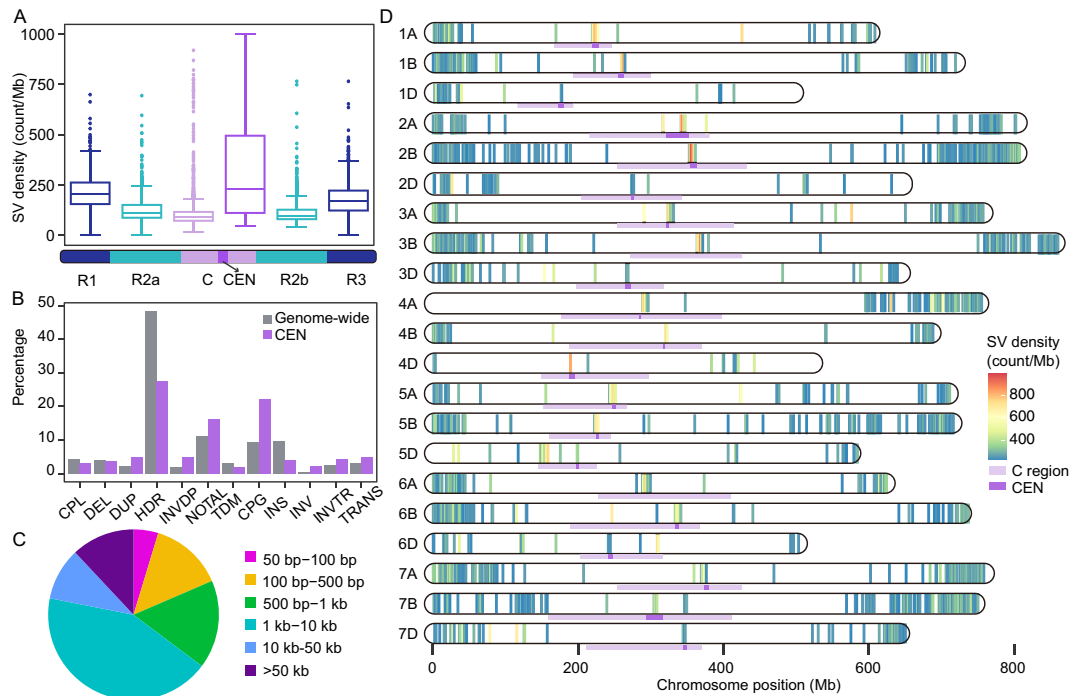 A
SV density (count/Mb)
1000
750
500
250
0
R1 R2a C CEN R2b R3
B
Percentage
50
40
30
20
10
0
Genome-wide
CEN
CPL DEL DUP HDR INVDP NOTAL TDM CPG INS INV INVTR TRANS
C
50 bp−100 bp
100 bp−500 bp
500 bp−1 kb
1 kb−10 kb
10 kb-50 kb
>50 kb
D
1A
1B
1D
2A
2B
2D
3A
3B
3D
4A
4B
4D
5A
5B
5D
6A
6B
6D
7A
7B
7D
0 200 400 600 800
Chromosome position (Mb)
SV density
(count/Mb)
800
600
400
C region
CEN